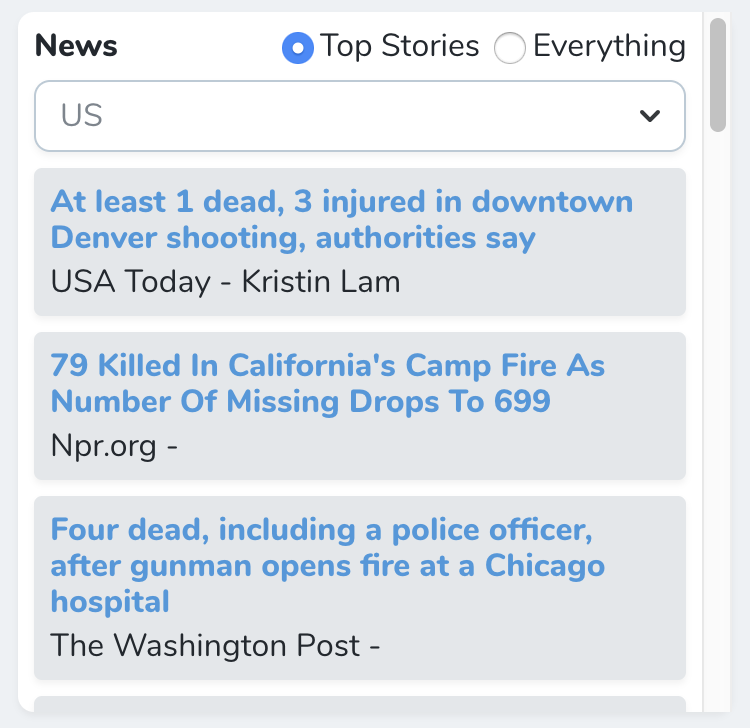 News Top Stories Everything
US
At least 1 dead, 3 injured in downtown
Denver shooting, authorities say
USA Today - Kristin Lam
79 Killed In California's Camp Fire As
Number Of Missing Drops To 699
Npr.org -
Four dead, including a police officer,
after gunman opens fire at a Chicago
hospital
The Washington Post -